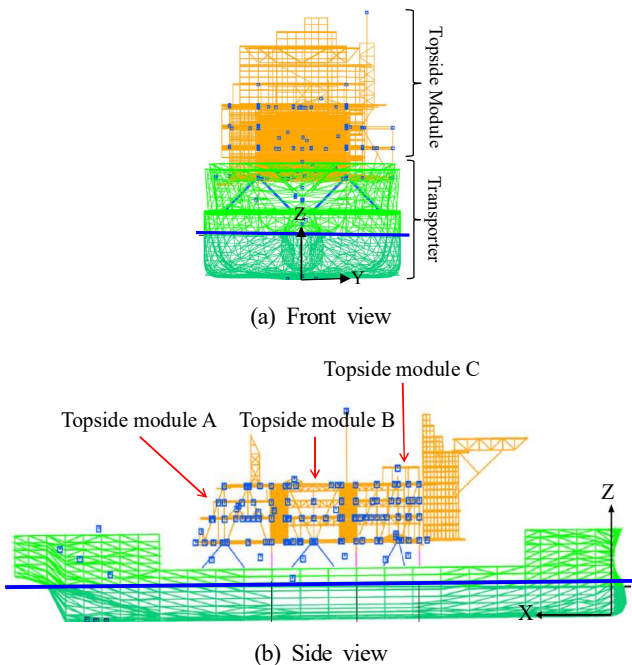 Topside Module
Transporter
Z
Y
(a) Front view
Topside module C
Topside module A
Topside module B
Z
X
(b) Side view